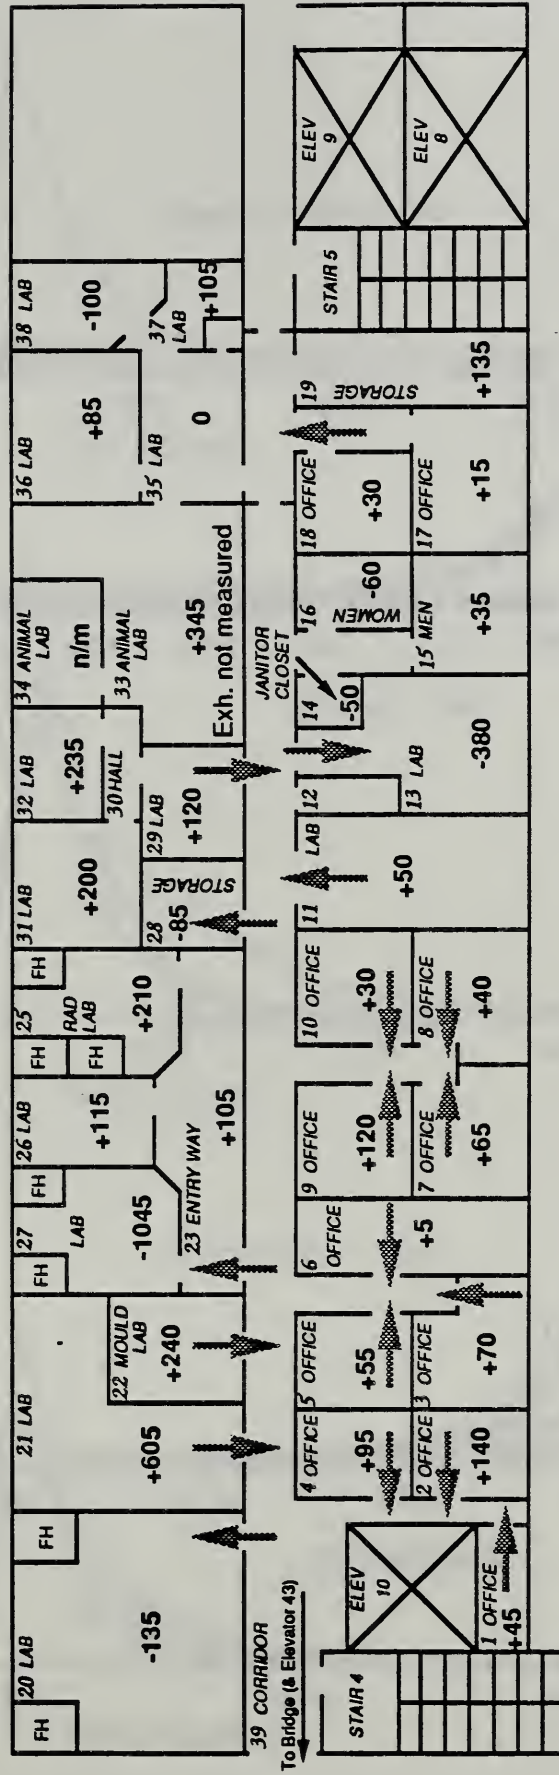 20 LAB
FH
FH
-135
21 LAB
+605
22 MOULD
LAB
+240
27
LAB
FH
FH
-1045
23 ENTRY WAY
+105
26 LAB
+115
25
RAD
LAB
FH
FH
FH
+210
31 LAB
+200
28
STORAGE
-85
29 LAB
+120
30 HALL
32 LAB
+235
34 ANIMAL
LAB
n/m
33 ANIMAL
LAB
+345
Exh. not measured
36 LAB
+85
35 LAB
0
38 LAB
-100
37
LAB
+105
39 CORRIDOR
To Bridge (& Elevator 43)
STAIR 4
ELEV
10
1 OFFICE
+45
4 OFFICE
+95
2 OFFICE
+140
5 OFFICE
+55
3 OFFICE
+70
6
OFFICE
+5
9 OFFICE
+120
7 OFFICE
+65
10 OFFICE
+30
8 OFFICE
+40
11 LAB
+50
12
13 LAB
-380
JANITOR
CLOSET
14
-50
16
WOMEN
-60
15 MEN
+35
18 OFFICE
+30
17 OFFICE
+15
19
STORAGE
+135
STAIR 5
ELEV
9
ELEV
8